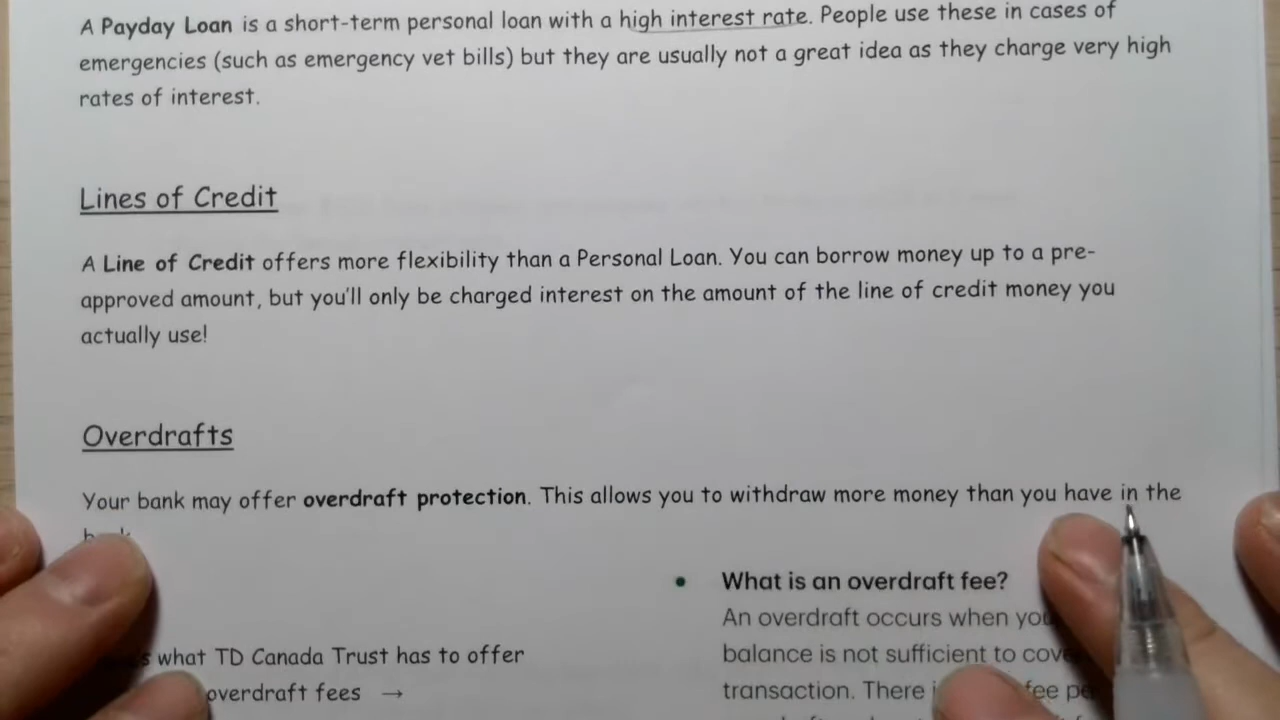 A Payday Loan is a short-term personal loan with a high interest rate. People use these in cases of
emergencies (such as emergency vet bills) but they are usually not a great idea as they charge very high
rates of interest.
Lines of Credit
A Line of Credit offers more flexibility than a Personal Loan. You can borrow money up to a pre-
approved amount, but you'll only be charged interest on the amount of the line of credit money you
actually use!
Overdrafts
Your bank may offer overdraft protection. This allows you to withdraw more money than you have in the
• What is an overdraft fee?
An overdraft occurs when
what TD Canada Trust has to offer
balance is not sufficient to
overdraft fees →
transaction. There fee